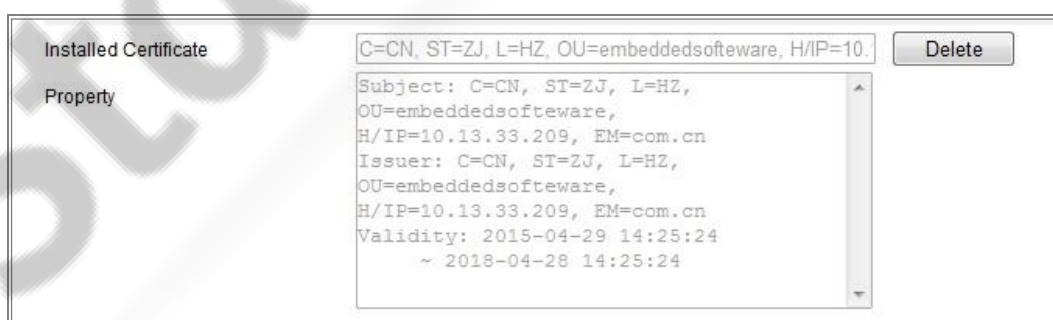 Installed Certificate
C=CN, ST=ZJ, L=HZ, OU=embeddedsofteware, H/IP=10.
Delete
Property
Subject: C=CN, ST=ZJ, L=HZ,
OU=embeddedsofteware,
H/IP=10.13.33.209, EM=com.cn
Issuer: C=CN, ST=ZJ, L=HZ,
OU=embeddedsofteware,
H/IP=10.13.33.209, EM=com.cn
Validity: 2015-04-29 14:25:24
~ 2018-04-28 14:25:24